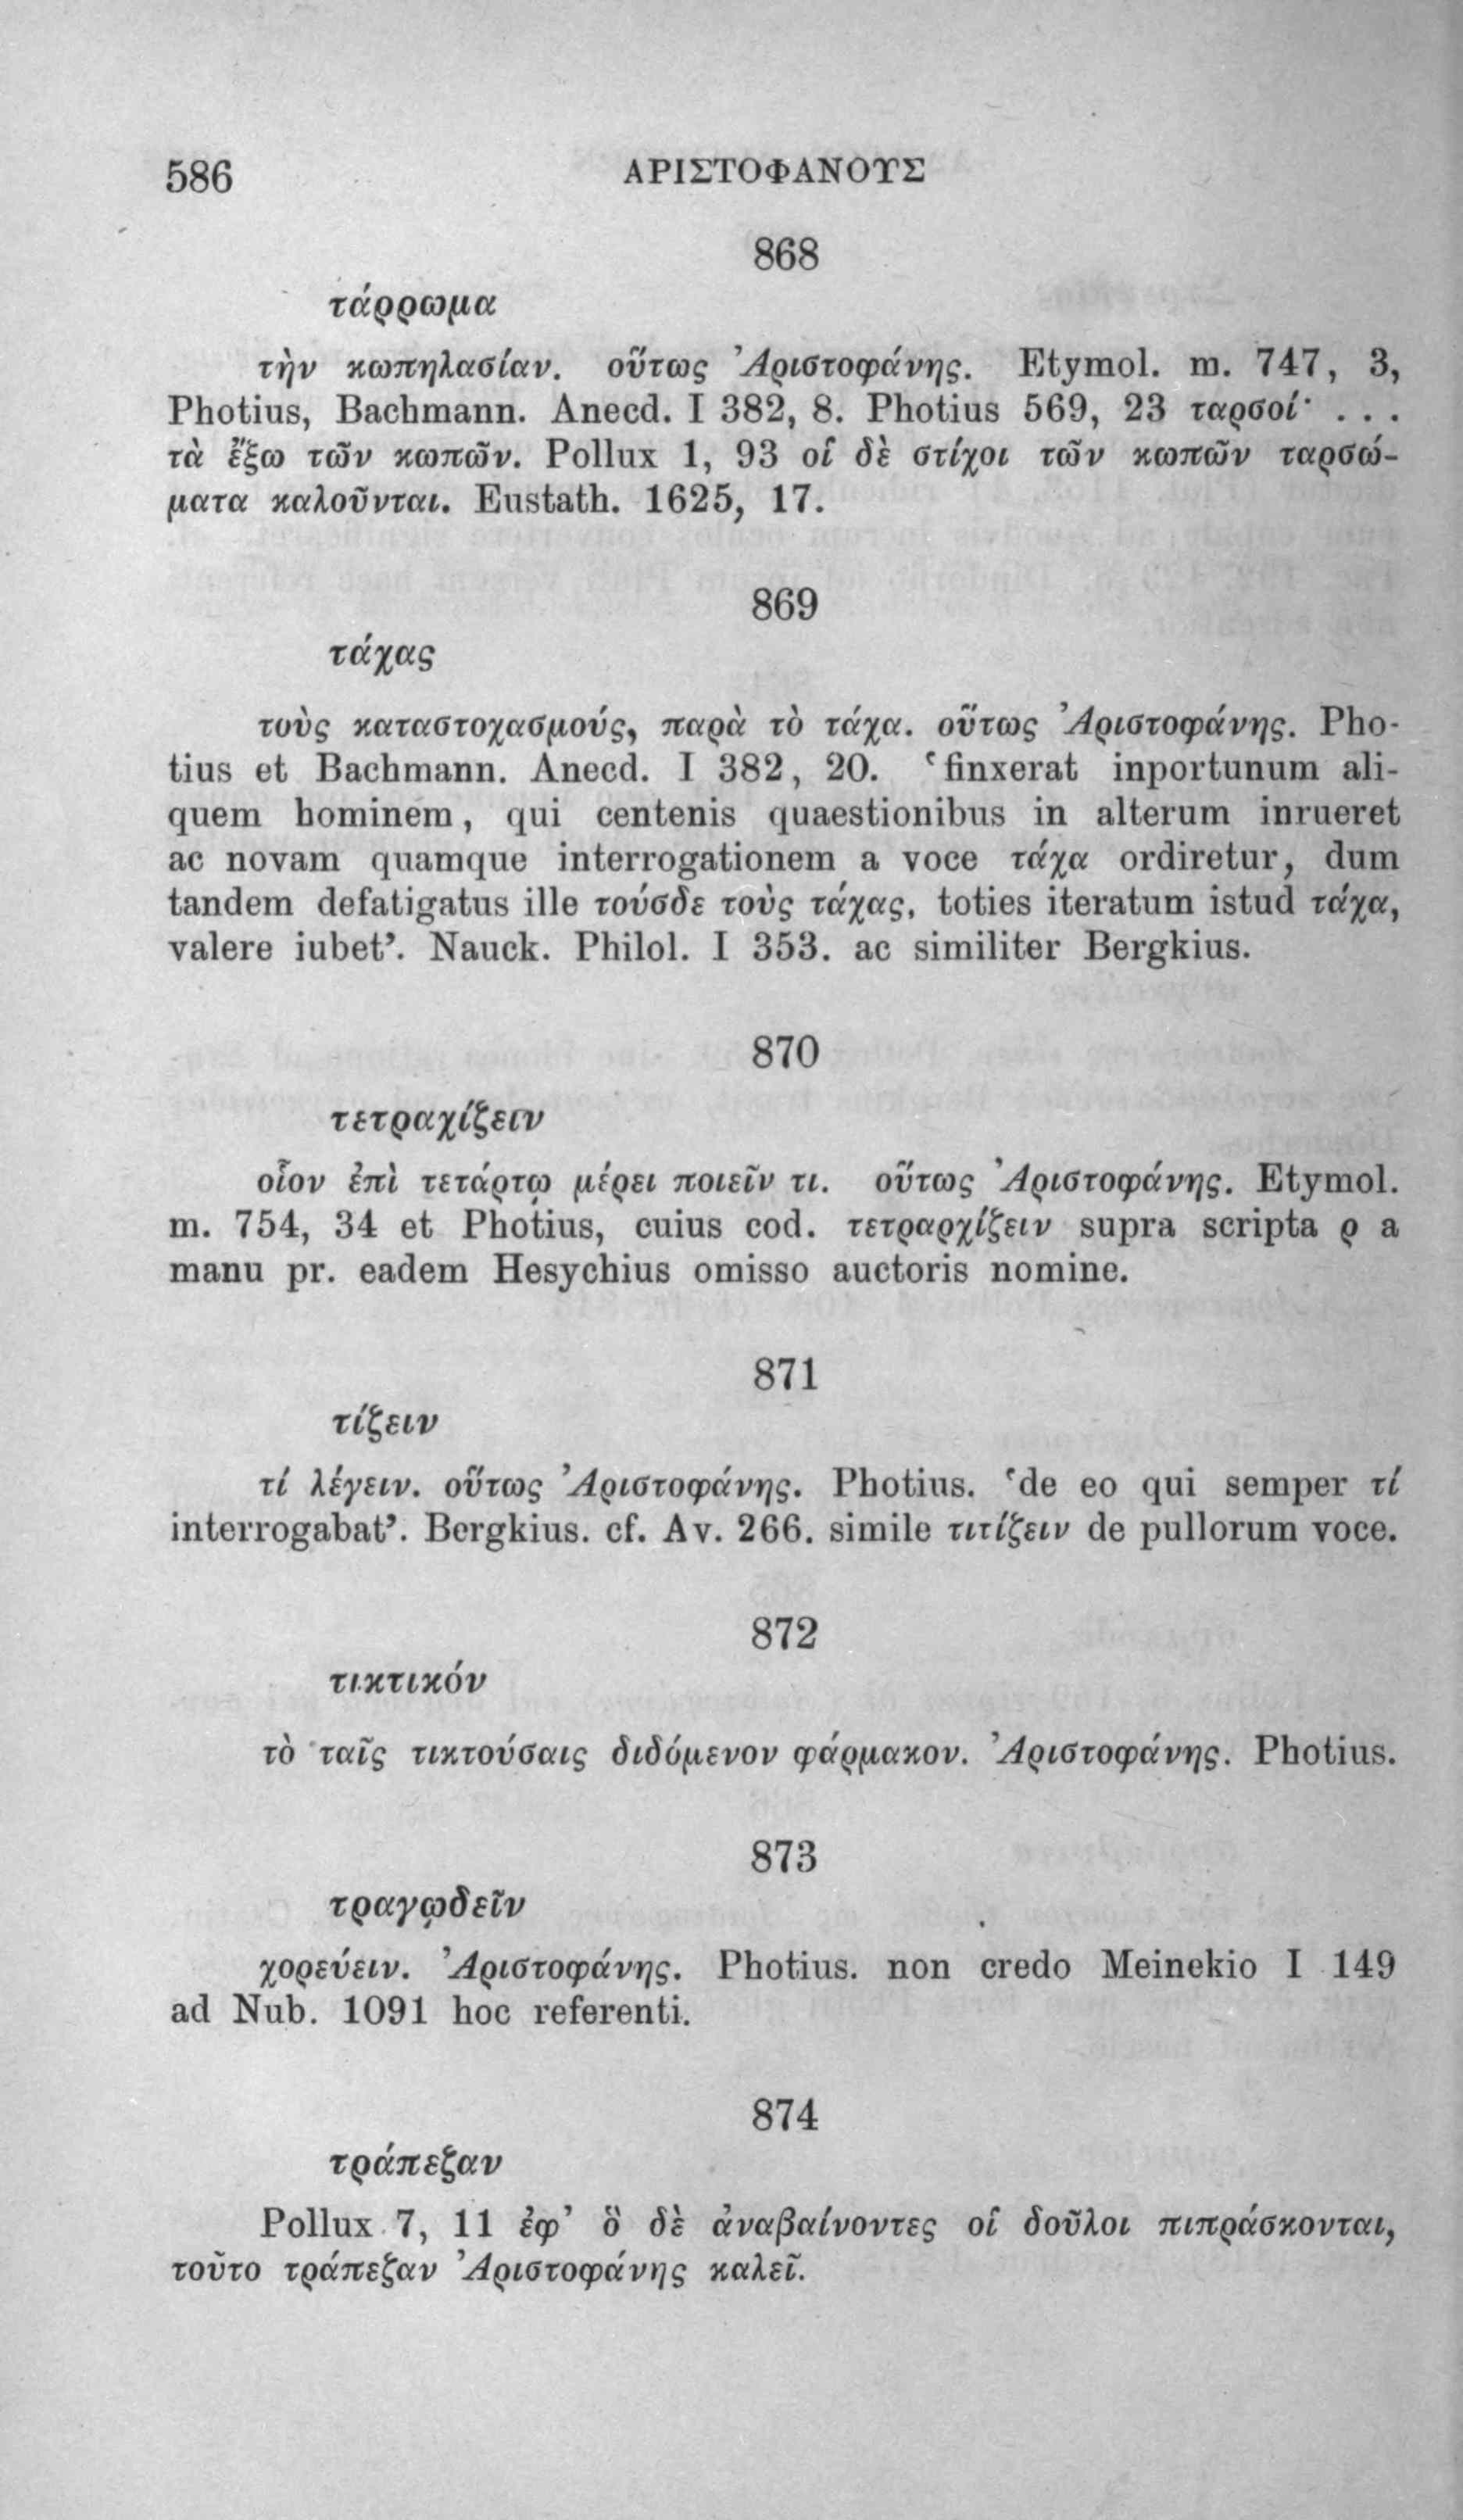 586
ΑΡΙΣΤΟΦΑΝΟΥΣ
868
τάρρωμα
τὴν κωπηλασίαν. οὕτως Ἀριστοφάνης. Etymol. m. 747, 3,
Photius, Bachmann. Anecd. I 382, 8. Photius 569, 23 ταρσοί· . . .
τὰ ἔξω τῶν κωπῶν. Pollux 1, 93 οἱ δὲ στίχοι τῶν κωπῶν ταρσώ-
ματα καλοῦνται. Eustath. 1625, 17.
869
τάχας
τοὺς καταστοχασμούς, παρὰ τὸ τάχα. οὕτως Ἀριστοφάνης. Pho-
tius et Bachmann. Anecd. I 382, 20. ‛finxerat inportunum ali-
quem hominem, qui centenis quaestionibus in alterum inrueret
ac novam quamque interrogationem a voce τάχα ordiretur, dum
tandem defatigatus ille τούσδε τοὺς τάχας, toties iteratum istud τάχα,
valere iubet’. Nauck. Philol. I 353. ac similiter Bergkius.
870
τετραχίζειν
οἷον ἐπὶ τετάρτῳ μέρει ποιεῖν τι. οὕτως Ἀριστοφάνης. Etymol.
m. 754, 34 et Photius, cuius cod. τετραρχίζειν supra scripta ρ a
manu pr. eadem Hesychius omisso auctoris nomine.
871
τίζειν
τί λέγειν. οὕτως Ἀριστοφάνης. Photius. ‛de eo qui semper τί
interrogabat’. Bergkius. cf. Av. 266. simile τιτίζειν de pullorum voce.
872
τικτικόν
τὸ ταῖς τικτούσαις διδόμενον φάρμακον. Ἀριστοφάνης. Photius.
873
τραγῳδεῖν
χορεύειν. Ἀριστοφάνης. Photius. non credo Meinekio I 149
ad Nub. 1091 hoc referenti.
874
τράπεζαν
Pollux 7, 11 ἐφ’ ὃ δὲ ἀναβαίνοντες οἱ δοῦλοι πιπράσκονται,
τοῦτο τράπεζαν Ἀριστοφάνης καλεῖ.